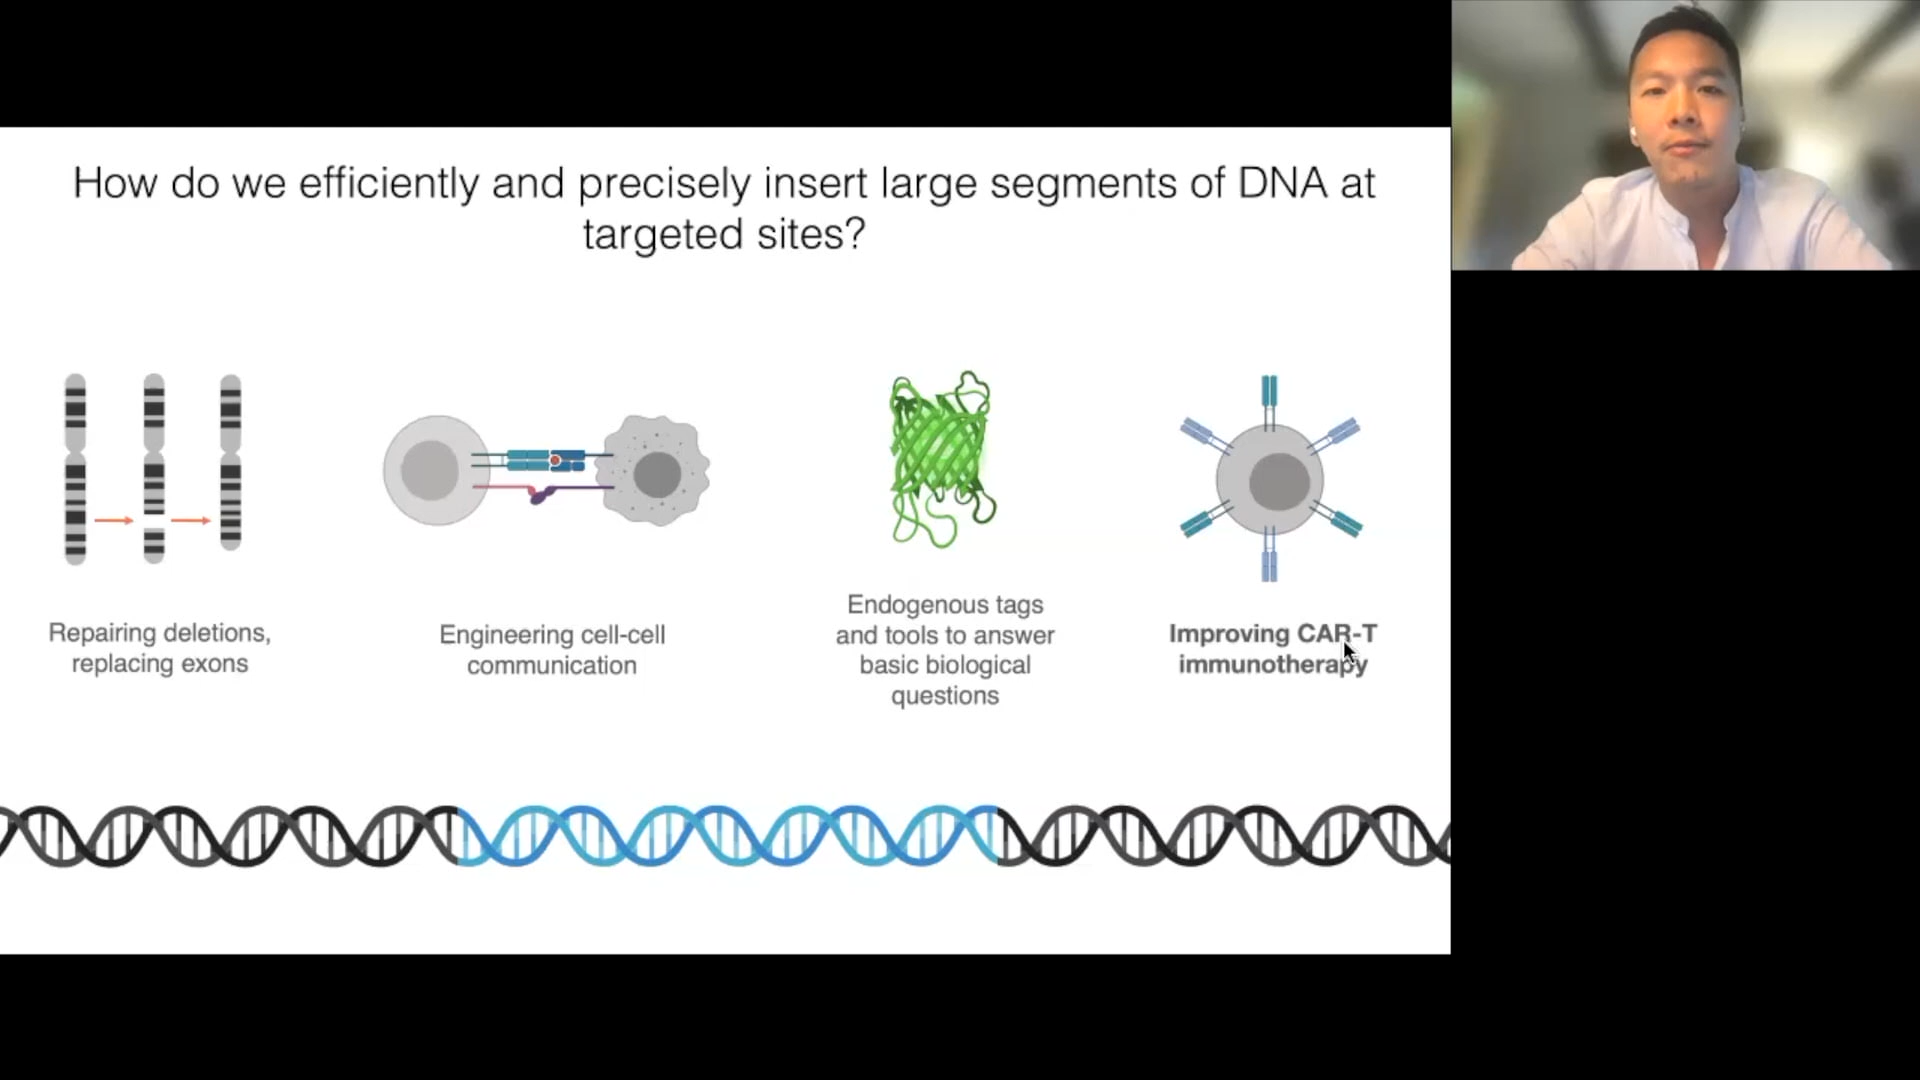 How do we efficiently and precisely insert large segments of DNA at
targeted sites?
Repairing deletions,
replacing exons
Engineering cell-cell
communication
Endogenous tags
and tools to answer
basic biological
questions
Improving CAR-T
immunotherapy